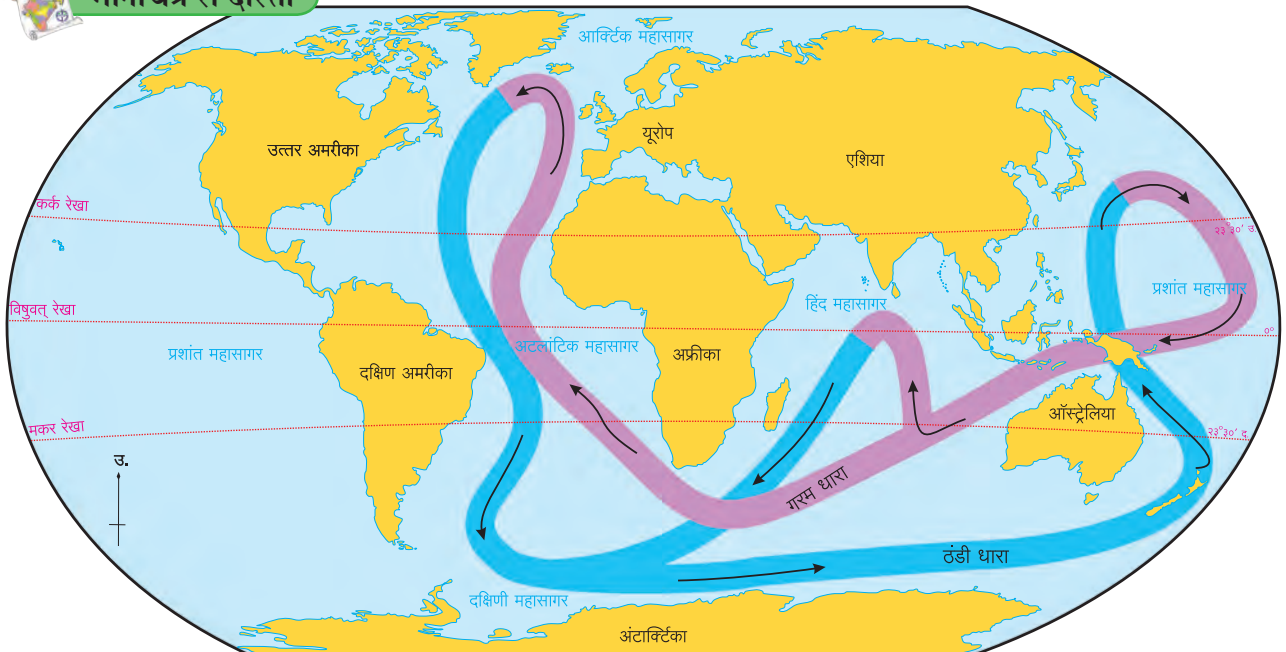 आर्क्टिक महासागर
यूरोप
उत्तर अमरीका
एशिया
कर्क रेखा
२३°३०' उ.
प्रशांत महासागर
हिंद महासागर
विषुवत् रेखा
०°
अटलांटिक महासागर
प्रशांत महासागर
अफ्रीका
दक्षिण अमरीका
ऑस्ट्रेलिया
मकर रेखा
२३°३०' द.
उ.
गरम धारा
ठंडी धारा
दक्षिणी महासागर
अंटार्क्टिका